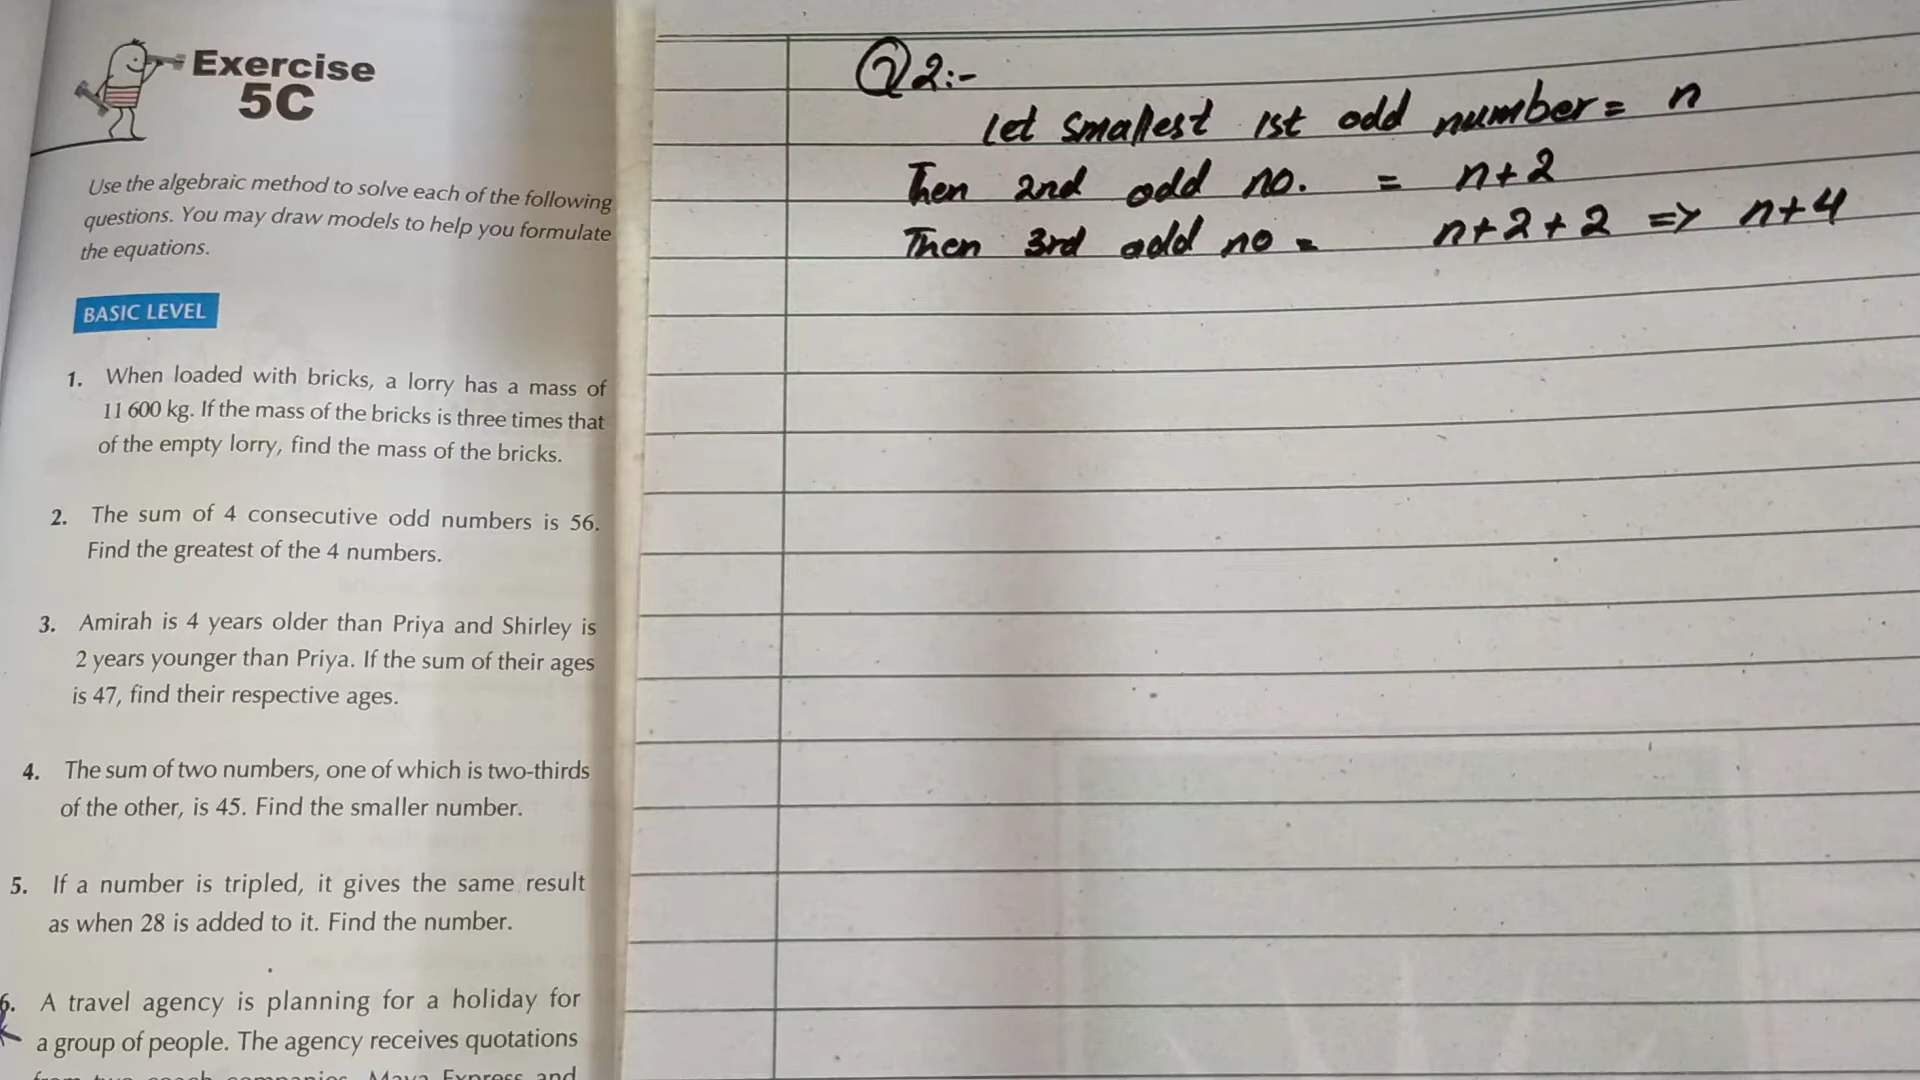 Exercise
5C
Use the algebraic method to solve each of the following
questions. You may draw models to help you formulate
the equations.
BASIC LEVEL
1. When loaded with bricks, a lorry has a mass of
11 600 kg. If the mass of the bricks is three times that
of the empty lorry, find the mass of the bricks.
2. The sum of 4 consecutive odd numbers is 56.
Find the greatest of the 4 numbers.
3. Amirah is 4 years older than Priya and Shirley is
2 years younger than Priya. If the sum of their ages
is 47, find their respective ages.
4. The sum of two numbers, one of which is two-thirds
of the other, is 45. Find the smaller number.
5. If a number is tripled, it gives the same result
as when 28 is added to it. Find the number.
6. A travel agency is planning for a holiday for
a group of people. The agency receives quotations
from two coach companies, Maya Express and
Q2:-
Let smallest 1st odd number = n
Then 2nd odd no. = n+2
Then 3rd odd no = n+2+2 => n+4